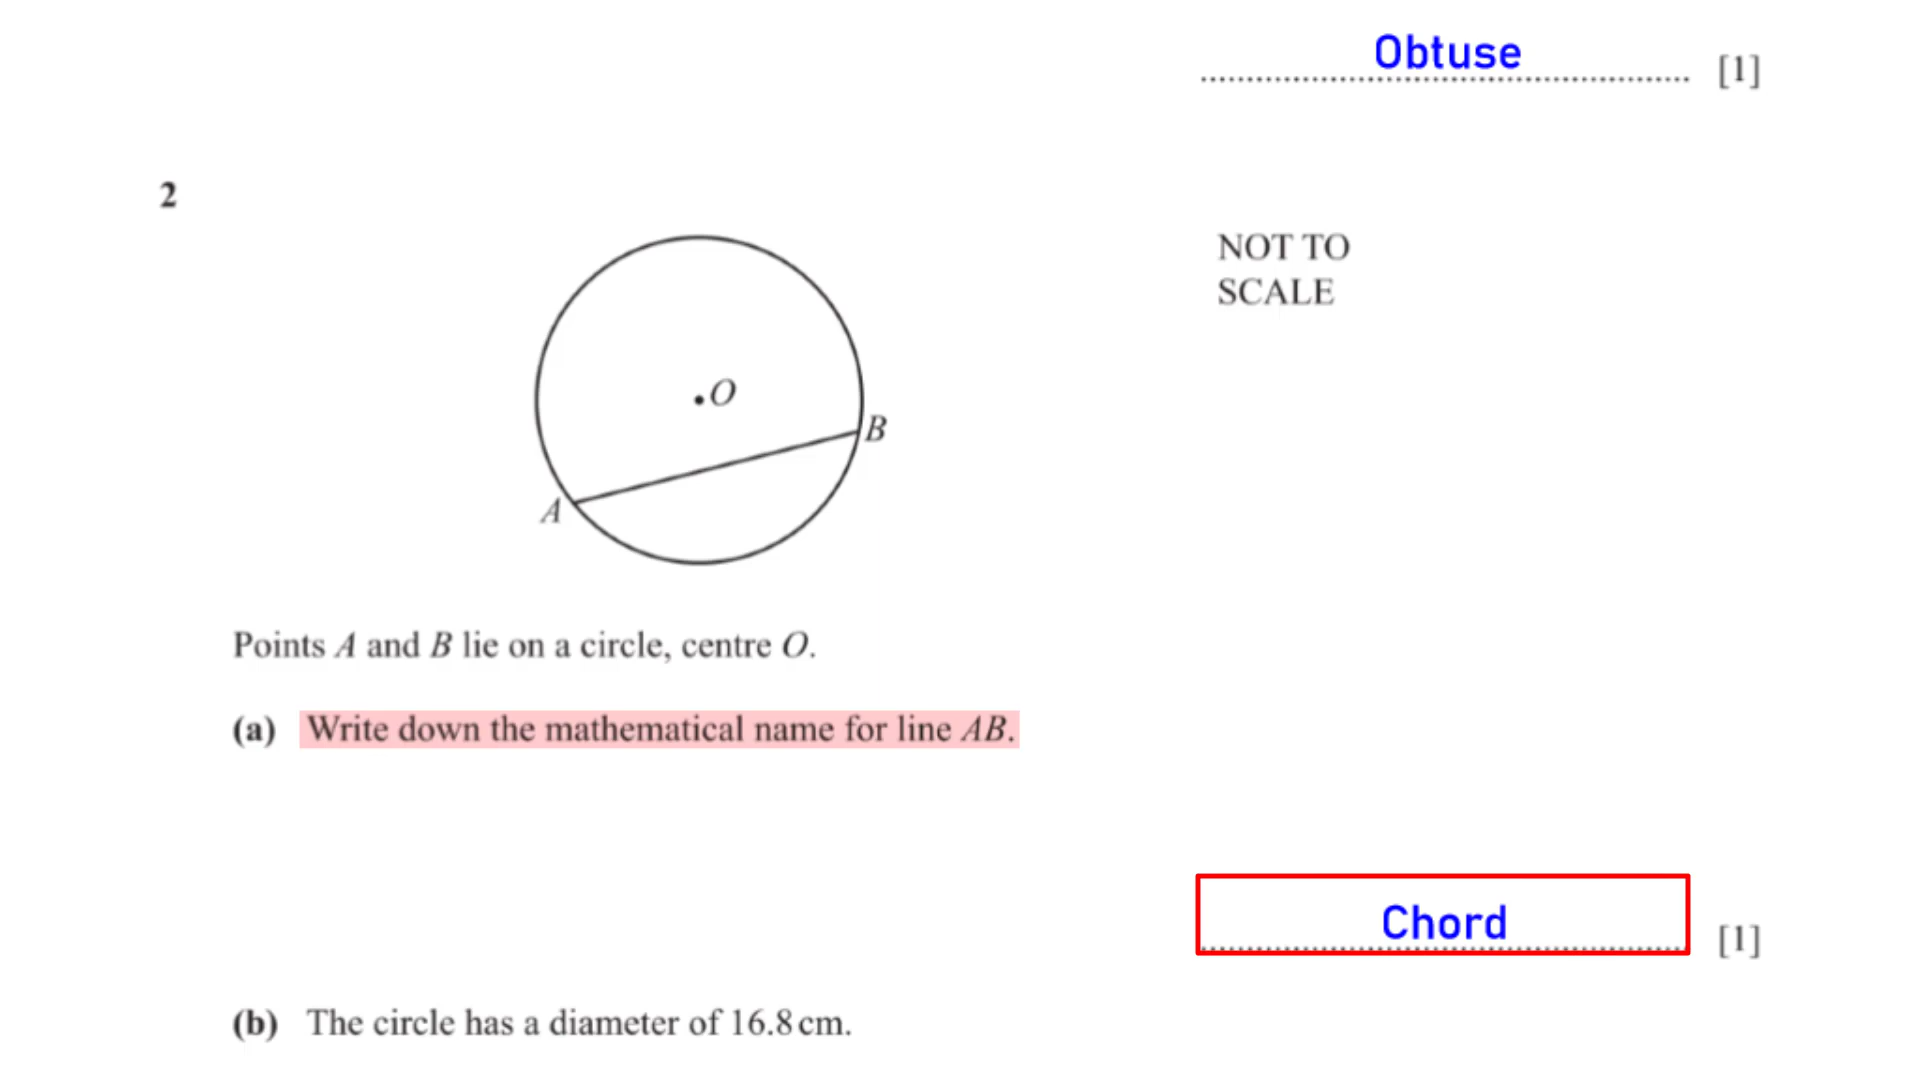 Obtuse
[1]
2
NOT TO
SCALE
O
B
A
Points A and B lie on a circle, centre O.
(a) Write down the mathematical name for line AB.
Chord
[1]
(b) The circle has a diameter of 16.8 cm.